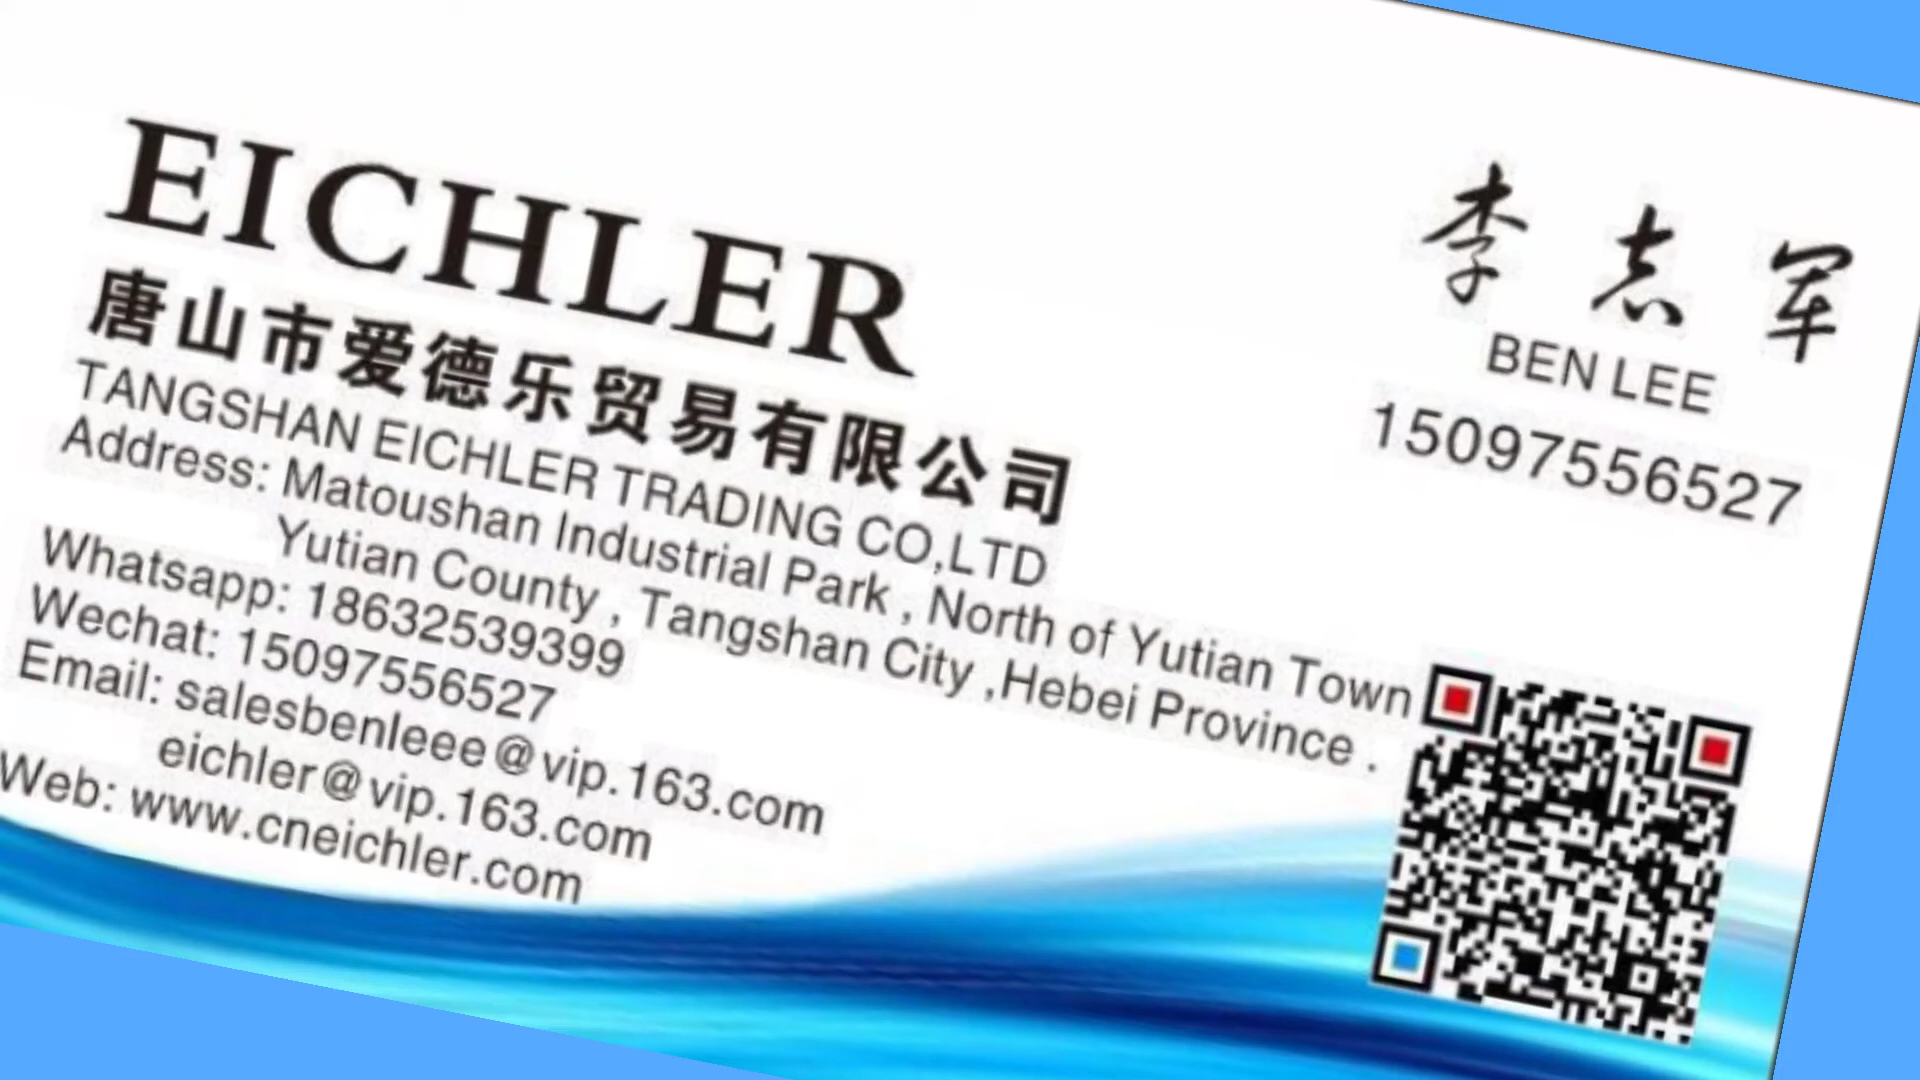 EICHLER
唐山市爱德乐贸易有限公司
TANGSHAN EICHLER TRADING CO,LTD
Address: Matoushan Industrial Park , North of Yutian Town
Yutian County , Tangshan City ,Hebei Province .
Whatsapp: 18632539399
Wechat: 15097556527
Email: salesbenleee@vip.163.com
eichler@vip.163.com
Web: www.cneichler.com
李志军
BEN LEE
15097556527